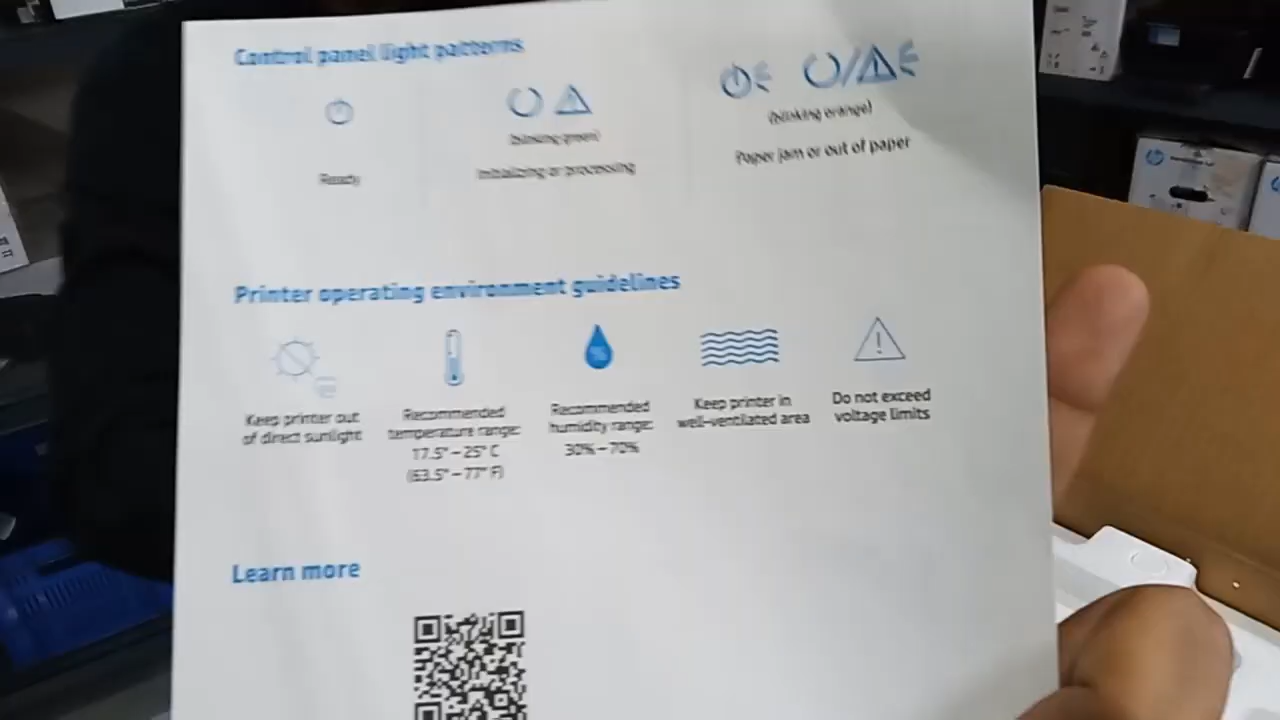 Control panel light patterns
(blinking green)
(blinking orange)
Ready
Initializing or processing
Paper jam or out of paper
Printer operating environment guidelines
%
Keep printer out
of direct sunlight
Recommended
temperature range:
17.5° – 25° C
(63.5° – 77° F)
Recommended
humidity range:
30% – 70%
Keep printer in
well-ventilated area
Do not exceed
voltage limits
Learn more
hp